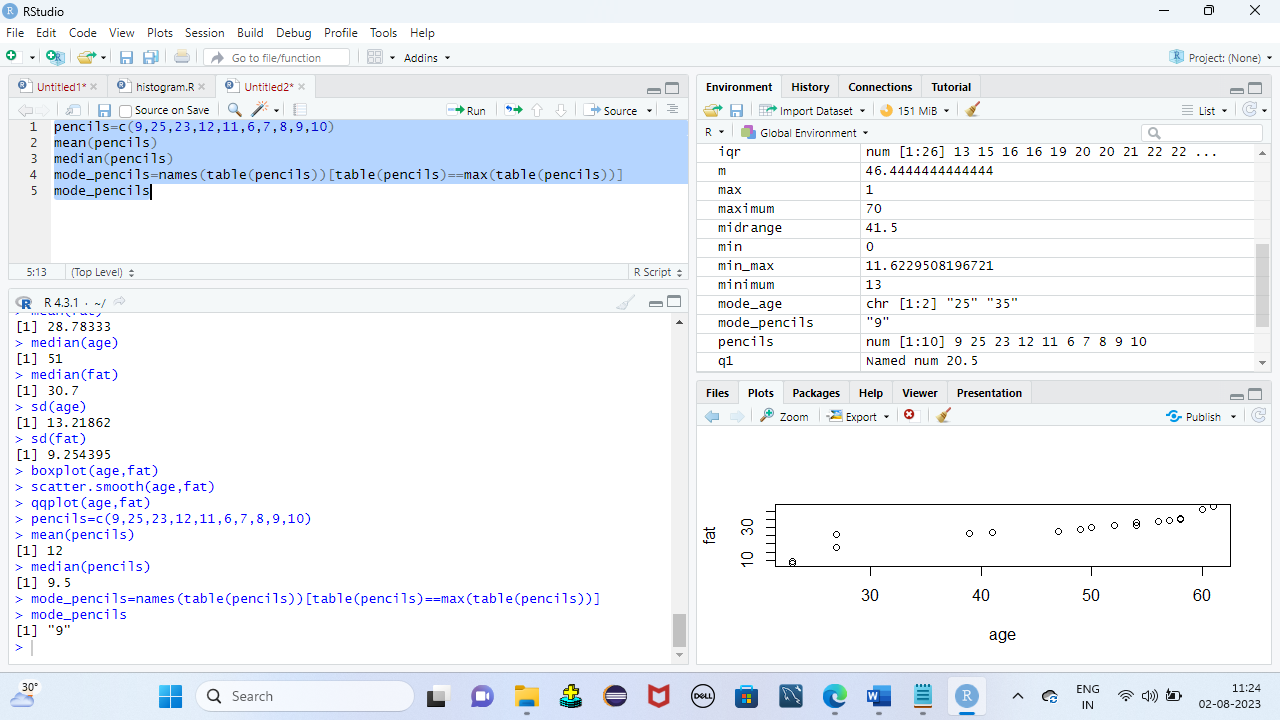 RStudio
File Edit Code View Plots Session Build Debug Profile Tools Help
Go to file/function Addins Project: (None)
Untitled1* histogram.R Untitled2*
Source on Save Run Source
1 pencils=c(9,25,23,12,11,6,7,8,9,10)
2 mean(pencils)
3 median(pencils)
4 mode_pencils=names(table(pencils))[table(pencils)==max(table(pencils))]
5 mode_pencils
5:13 (Top Level) R Script
R 4.3.1 · ~/
> mean(fat)
[1] 28.78333
> median(age)
[1] 51
> median(fat)
[1] 30.7
> sd(age)
[1] 13.21862
> sd(fat)
[1] 9.254395
> boxplot(age,fat)
> scatter.smooth(age,fat)
> qqplot(age,fat)
> pencils=c(9,25,23,12,11,6,7,8,9,10)
> mean(pencils)
[1] 12
> median(pencils)
[1] 9.5
> mode_pencils=names(table(pencils))[table(pencils)==max(table(pencils))]
> mode_pencils
[1] "9"
>
Environment History Connections Tutorial
Import Dataset 151 MiB List
R Global Environment
iqr num [1:26] 13 15 16 16 19 20 20 21 22 22 ...
m 46.4444444444444
max 1
maximum 70
midrange 41.5
min 0
min_max 11.6229508196721
minimum 13
mode_age chr [1:2] "25" "35"
mode_pencils "9"
pencils num [1:10] 9 25 23 12 11 6 7 8 9 10
q1 Named num 20.5
Files Plots Packages Help Viewer Presentation
Zoom Export Publish
fat
30
10
30 40 50 60
age
30°
Search
DELL
ENG
IN
11:24
02-08-2023